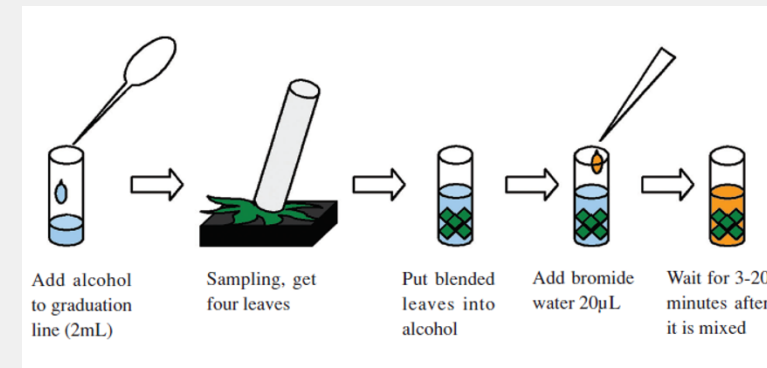 Add alcohol
to graduation
line (2mL)
Sampling, get
four leaves
Put blended
leaves into
alcohol
Add bromide
water 20μL
Wait for 3-20
minutes after
it is mixed